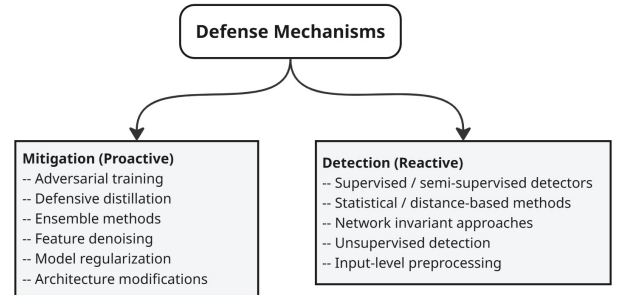 Defense Mechanisms
Mitigation (Proactive)
-- Adversarial training
-- Defensive distillation
-- Ensemble methods
-- Feature denoising
-- Model regularization
-- Architecture modifications
Detection (Reactive)
-- Supervised / semi-supervised detectors
-- Statistical / distance-based methods
-- Network invariant approaches
-- Unsupervised detection
-- Input-level preprocessing